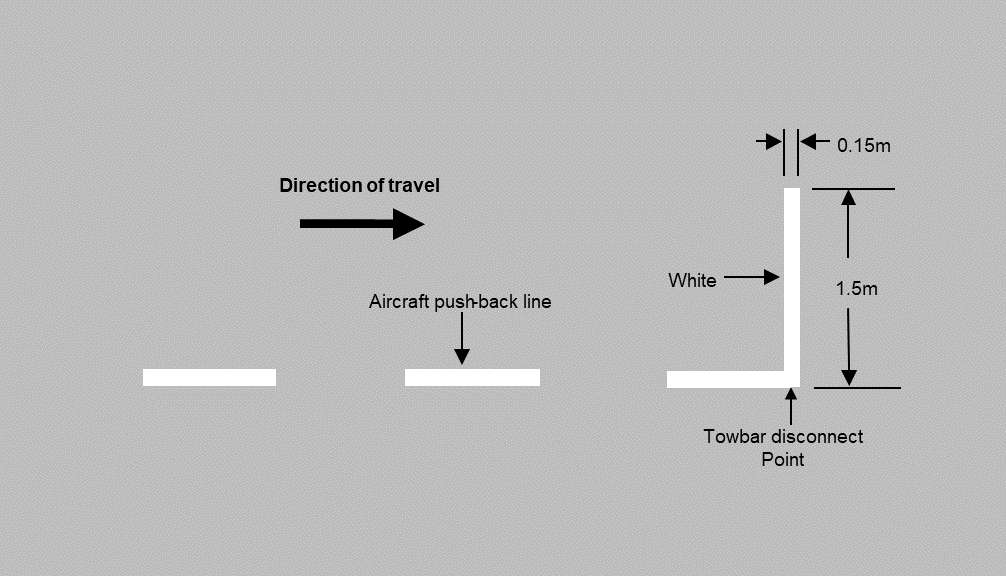 0.15m
Direction of travel
White
1.5m
Aircraft push-back line
Towbar disconnect
Point